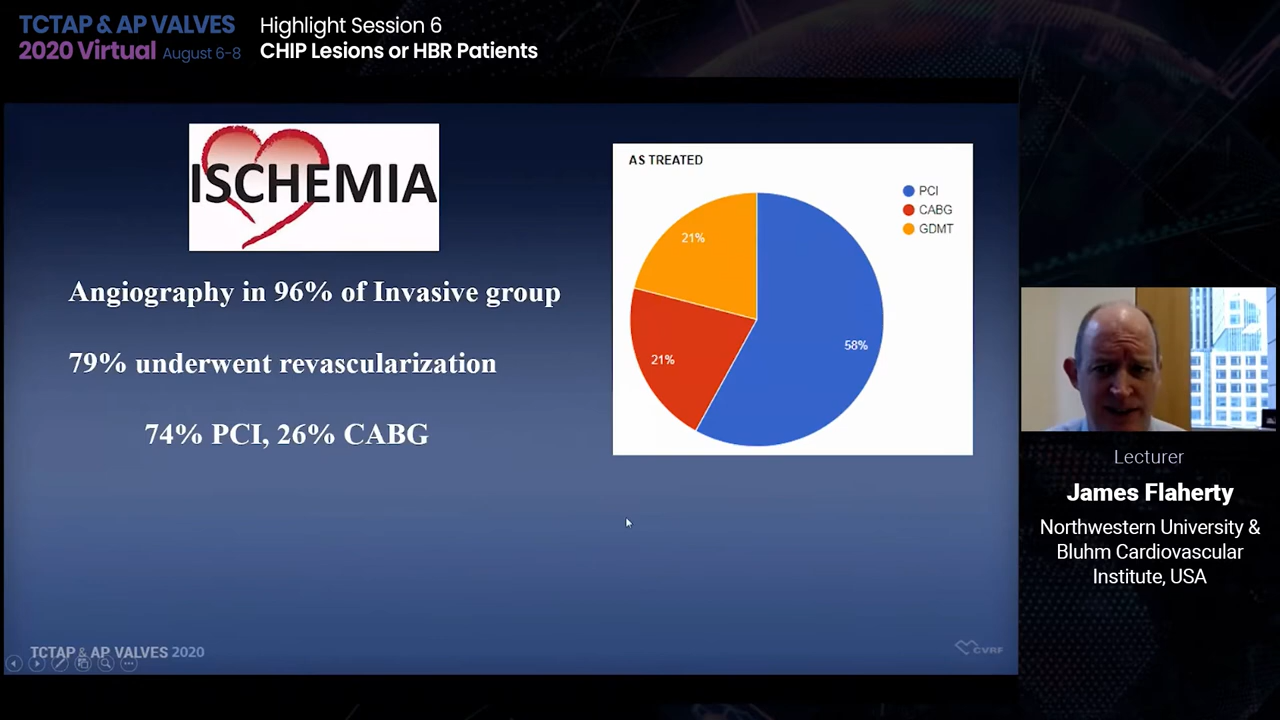 TCTAP & AP VALVES
2020 Virtual August 6-8
Highlight Session 6
CHIP Lesions or HBR Patients
ISCHEMIA
Angiography in 96% of Invasive group
79% underwent revascularization
74% PCI, 26% CABG
AS TREATED
PCI
CABG
GDMT
21%
21%
58%
Lecturer
James Flaherty
Northwestern University &
Bluhm Cardiovascular
Institute, USA
TCTAP & AP VALVES 2020
CVRF